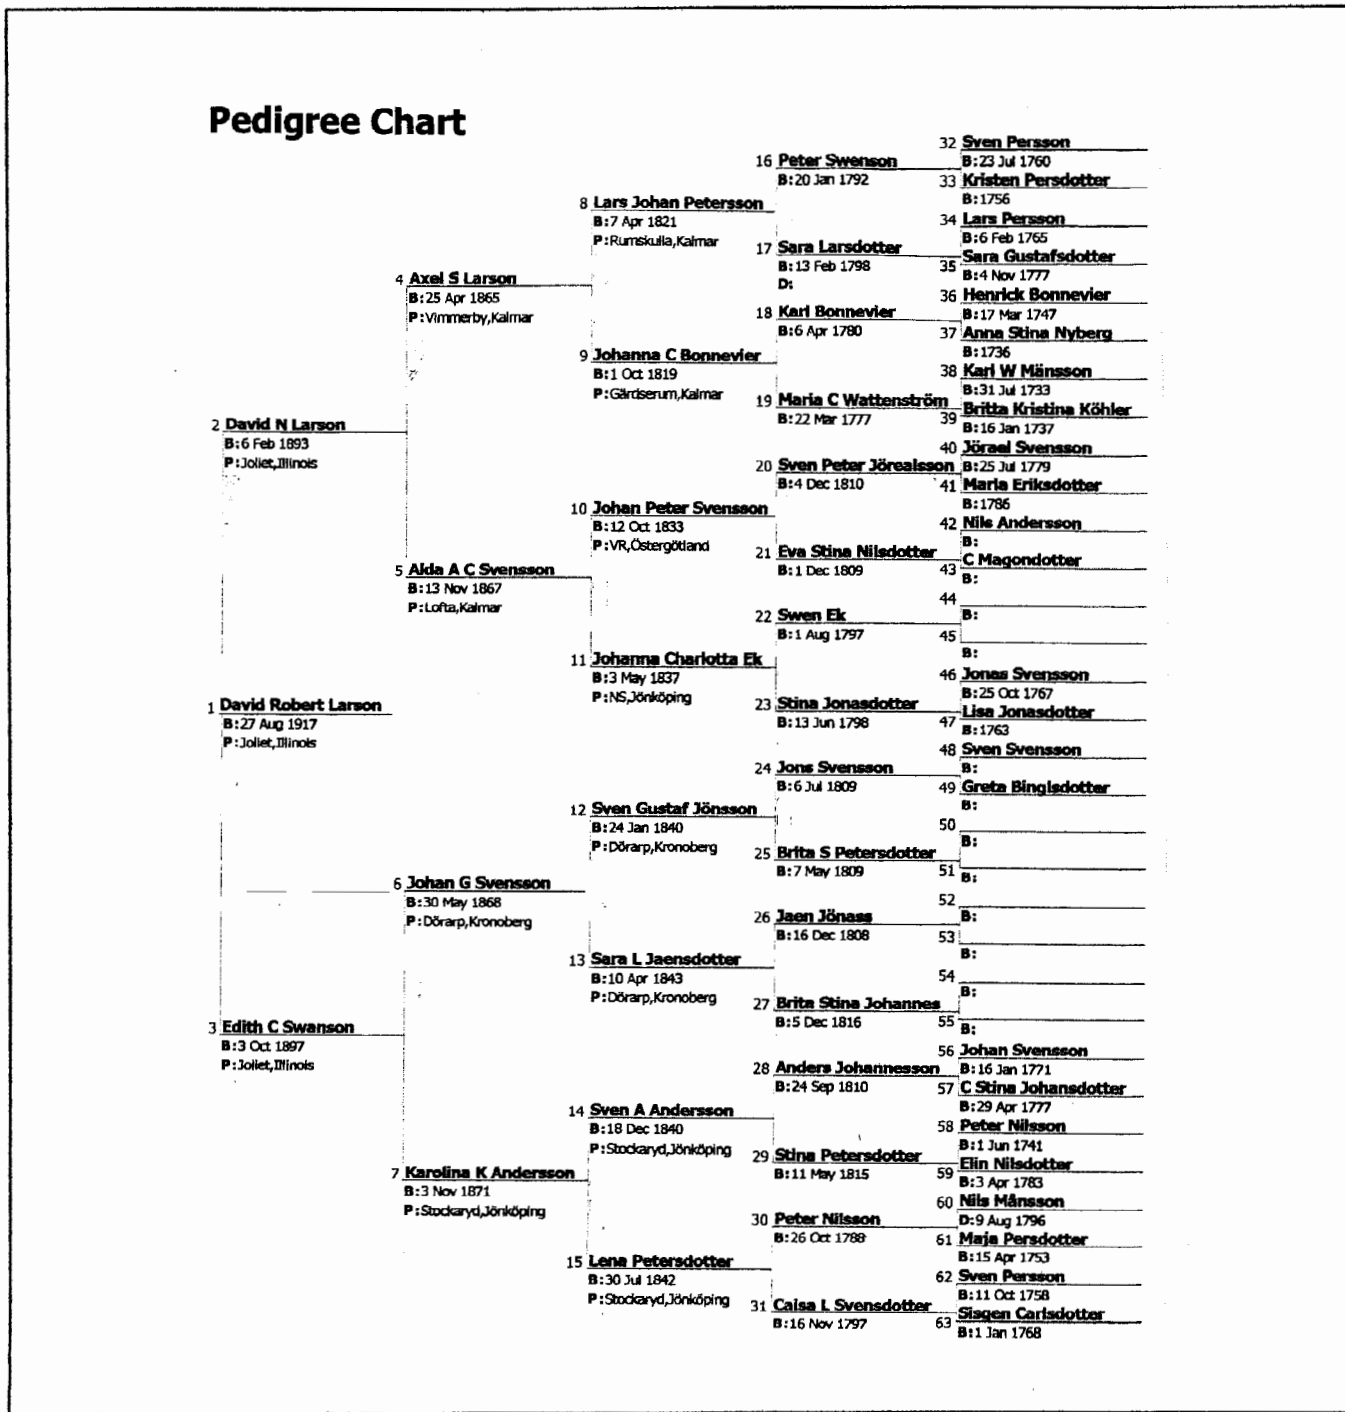 Pedigree Chart
1 David Robert Larson
B:27 Aug 1917
P:Joliet,Illinois
2 David N Larson
B:6 Feb 1893
P:Joliet,Illinois
3 Edith C Swanson
B:3 Oct 1897
P:Joliet,Illinois
4 Axel S Larson
B:25 Apr 1865
P:Vimmerby,Kalmar
5 Alda A C Svensson
B:13 Nov 1867
P:Lofta,Kalmar
6 Johan G Svensson
B:30 May 1868
P:Dörarp,Kronoberg
7 Karolina K Andersson
B:3 Nov 1871
P:Stockaryd,Jönköping
8 Lars Johan Petersson
B:7 Apr 1821
P:Rumskulla,Kalmar
9 Johanna C Bonnevier
B:1 Oct 1819
P:Gärdserum,Kalmar
10 Johan Peter Svensson
B:12 Oct 1833
P:VR,Östergötland
11 Johanna Charlotta Ek
B:3 May 1837
P:NS,Jönköping
12 Sven Gustaf Jönsson
B:24 Jan 1840
P:Dörarp,Kronoberg
13 Sara L Jaensdotter
B:10 Apr 1843
P:Dörarp,Kronoberg
14 Sven A Andersson
B:18 Dec 1840
P:Stockaryd,Jönköping
15 Lena Petersdotter
B:30 Jul 1842
P:Stockaryd,Jönköping
16 Peter Swenson
B:20 Jan 1792
17 Sara Larsdotter
B:13 Feb 1798
D:
18 Karl Bonnevier
B:6 Apr 1780
19 Maria C Wattenström
B:22 Mar 1777
20 Sven Peter Jörealsson
B:4 Dec 1810
21 Eva Stina Nilsdotter
B:1 Dec 1809
22 Swen Ek
B:1 Aug 1797
23 Stina Jonasdotter
B:13 Jun 1798
24 Jons Svensson
B:6 Jul 1809
25 Brita S Petersdotter
B:7 May 1809
26 Jaen Jönass
B:16 Dec 1808
27 Brita Stina Johannes
B:5 Dec 1816
28 Anders Johannesson
B:24 Sep 1810
29 Stina Petersdotter
B:11 May 1815
30 Peter Nilsson
B:26 Oct 1788
31 Caisa L Svensdotter
B:16 Nov 1797
32 Sven Persson
B:23 Jul 1760
33 Kristen Persdotter
B:1756
34 Lars Persson
B:6 Feb 1765
35 Sara Gustafsdotter
B:4 Nov 1777
36 Henrick Bonnevier
B:17 Mar 1747
37 Anna Stina Nyberg
B:1736
38 Karl W Mänsson
B:31 Jul 1733
39 Britta Kristina Köhler
B:16 Jan 1737
40 Jörael Svensson
B:25 Jul 1779
41 Maria Eriksdotter
B:1786
42 Nils Andersson
B:
43 C Magondotter
B:
44
B:
45
B:
46 Jonas Svensson
B:25 Oct 1767
47 Lisa Jonasdotter
B:1763
48 Sven Svensson
B:
49 Greta Binglsdotter
B:
50
B:
51
B:
52
B:
53
B:
54
B:
55
B:
56 Johan Svensson
B:16 Jan 1771
57 C Stina Johansdotter
B:29 Apr 1777
58 Peter Nilsson
B:1 Jun 1741
59 Elin Nilsdotter
B:3 Apr 1783
60 Nils Månsson
D:9 Aug 1796
61 Maja Persdotter
B:15 Apr 1753
62 Sven Persson
B:11 Oct 1758
63 Sisgen Carlsdotter
B:1 Jan 1768